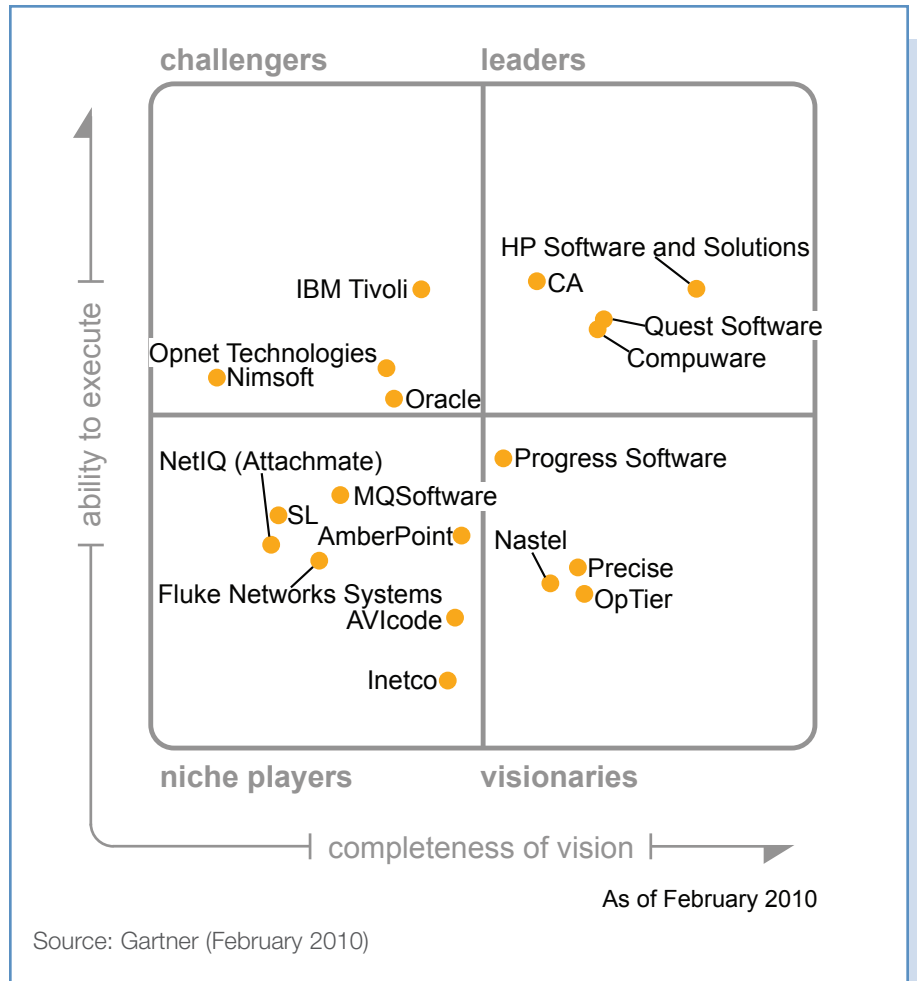 challengers
leaders
HP Software and Solutions
IBM Tivoli
CA
Quest Software
Opnet Technologies
Compuware
Nimsoft
Oracle
ability to execute
NetIQ (Attachmate)
Progress Software
MQSoftware
SL
AmberPoint
Nastel
Precise
Fluke Networks Systems
OpTier
AVIcode
Inetco
niche players
visionaries
completeness of vision
As of February 2010
Source: Gartner (February 2010)